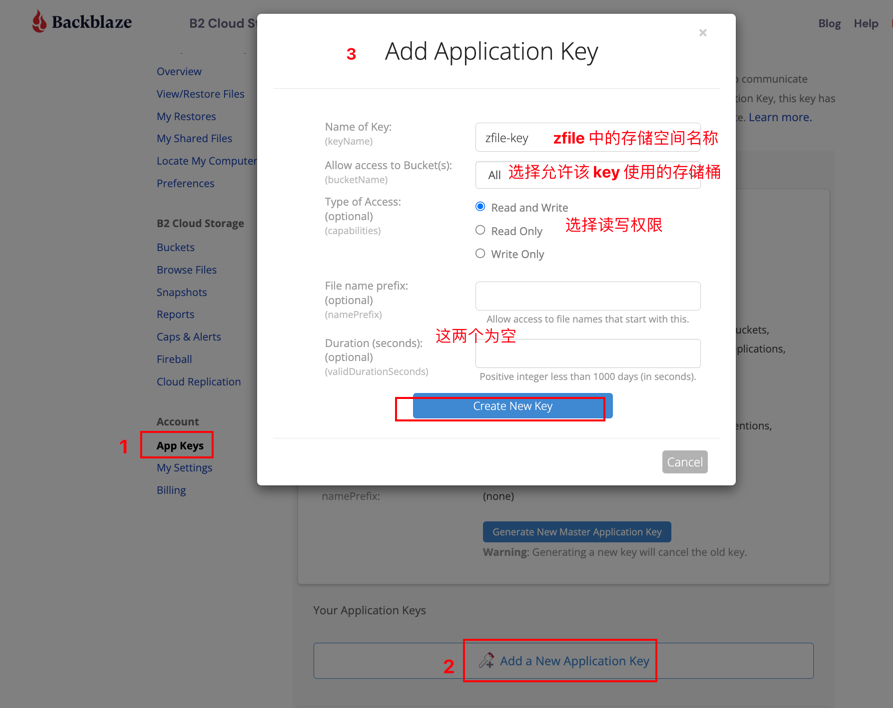 Backblaze
B2 Cloud S
Blog Help
Overview
View/Restore Files
My Restores
My Shared Files
Locate My Computer
Preferences
B2 Cloud Storage
Buckets
Browse Files
Snapshots
Reports
Caps & Alerts
Fireball
Cloud Replication
Account
1 App Keys
My Settings
Billing
×
3 Add Application Key
Name of Key:
(keyName)
zfile-key zfile 中的存储空间名称
Allow access to Bucket(s):
(bucketName)
All 选择允许该 key 使用的存储桶
Type of Access:
(optional)
(capabilities)
Read and Write
Read Only
Write Only
选择读写权限
File name prefix:
(optional)
(namePrefix)
Allow access to file names that start with this.
这两个为空
Duration (seconds):
(optional)
(validDurationSeconds)
Positive integer less than 1000 days (in seconds).
Create New Key
Cancel
communicate
ion Key, this key has
e. Learn more.
uckets,
plications,
entions,
namePrefix: (none)
Generate New Master Application Key
Warning: Generating a new key will cancel the old key.
Your Application Keys
2 Add a New Application Key